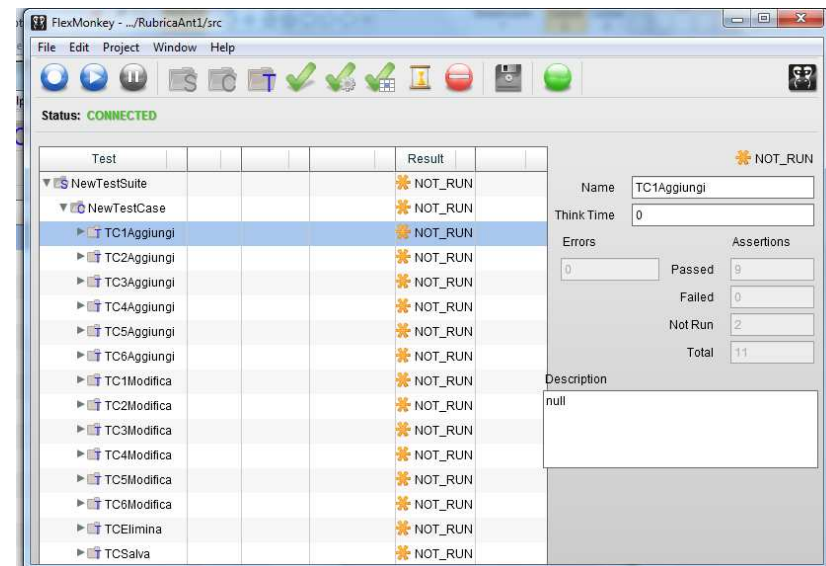 FlexMonkey - .../RubricaAnt1/src
File Edit Project Window Help
S C T
Status: CONNECTED
Test Result
NOT_RUN
S NewTestSuite NOT_RUN
C NewTestCase NOT_RUN
T TC1Aggiungi NOT_RUN
T TC2Aggiungi NOT_RUN
T TC3Aggiungi NOT_RUN
T TC4Aggiungi NOT_RUN
T TC5Aggiungi NOT_RUN
T TC6Aggiungi NOT_RUN
T TC1Modifica NOT_RUN
T TC2Modifica NOT_RUN
T TC3Modifica NOT_RUN
T TC4Modifica NOT_RUN
T TC5Modifica NOT_RUN
T TC6Modifica NOT_RUN
T TCElimina NOT_RUN
T TCSalva NOT_RUN
Name TC1Aggiungi
Think Time 0
Errors Assertions
0 Passed 9
Failed 0
Not Run 2
Total 11
Description
null